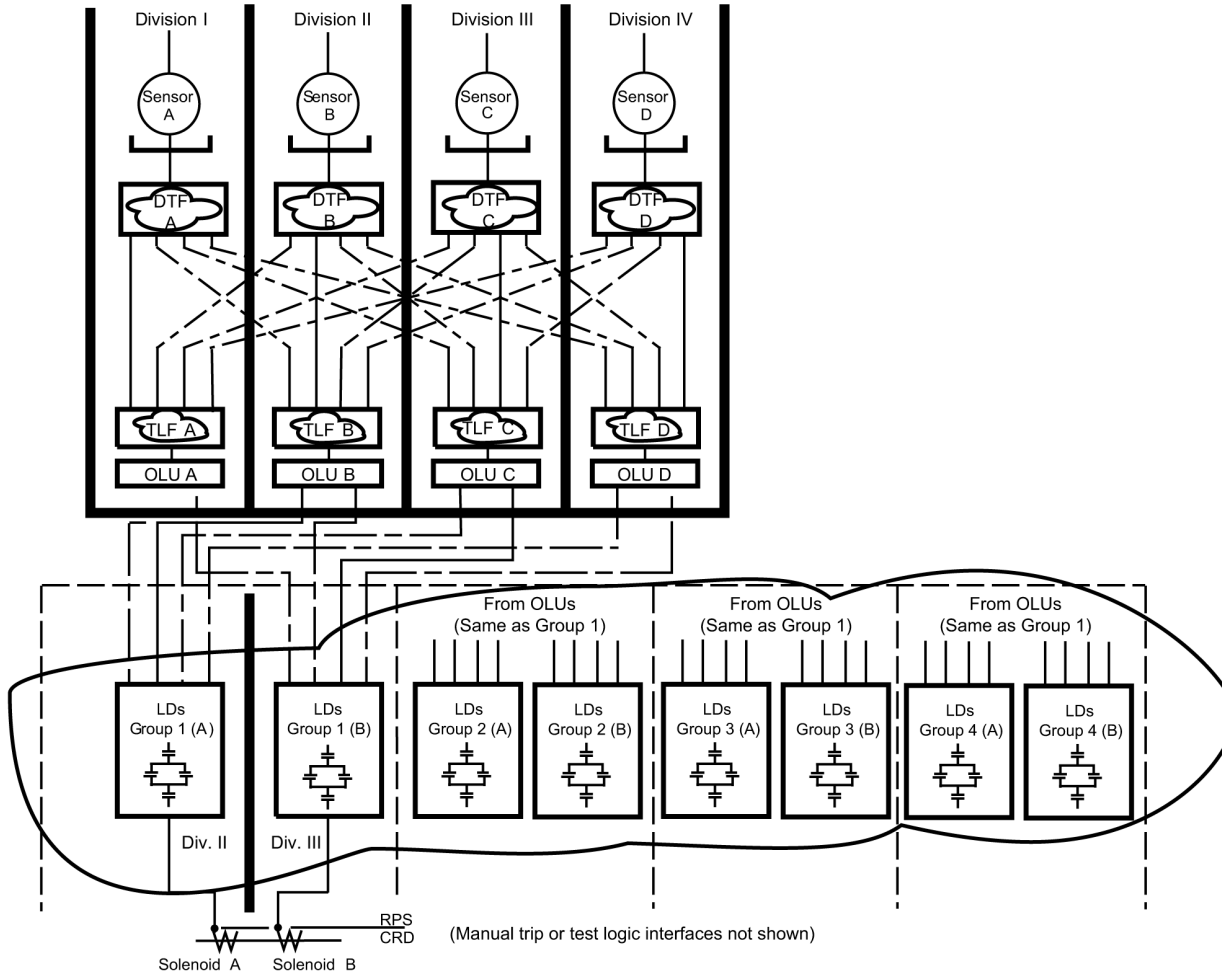 Division I
Division II
Division III
Division IV
Sensor
A
Sensor
B
Sensor
C
Sensor
D
DTF
A
DTF
B
DTF
C
DTF
D
TLF A
TLF B
TLF C
TLF D
OLU A
OLU B
OLU C
OLU D
From OLUs
(Same as Group 1)
From OLUs
(Same as Group 1)
From OLUs
(Same as Group 1)
LDs
Group 1 (A)
LDs
Group 1 (B)
LDs
Group 2 (A)
LDs
Group 2 (B)
LDs
Group 3 (A)
LDs
Group 3 (B)
LDs
Group 4 (A)
LDs
Group 4 (B)
Div. II
Div. III
RPS
CRD
(Manual trip or test logic interfaces not shown)
Solenoid A
Solenoid B